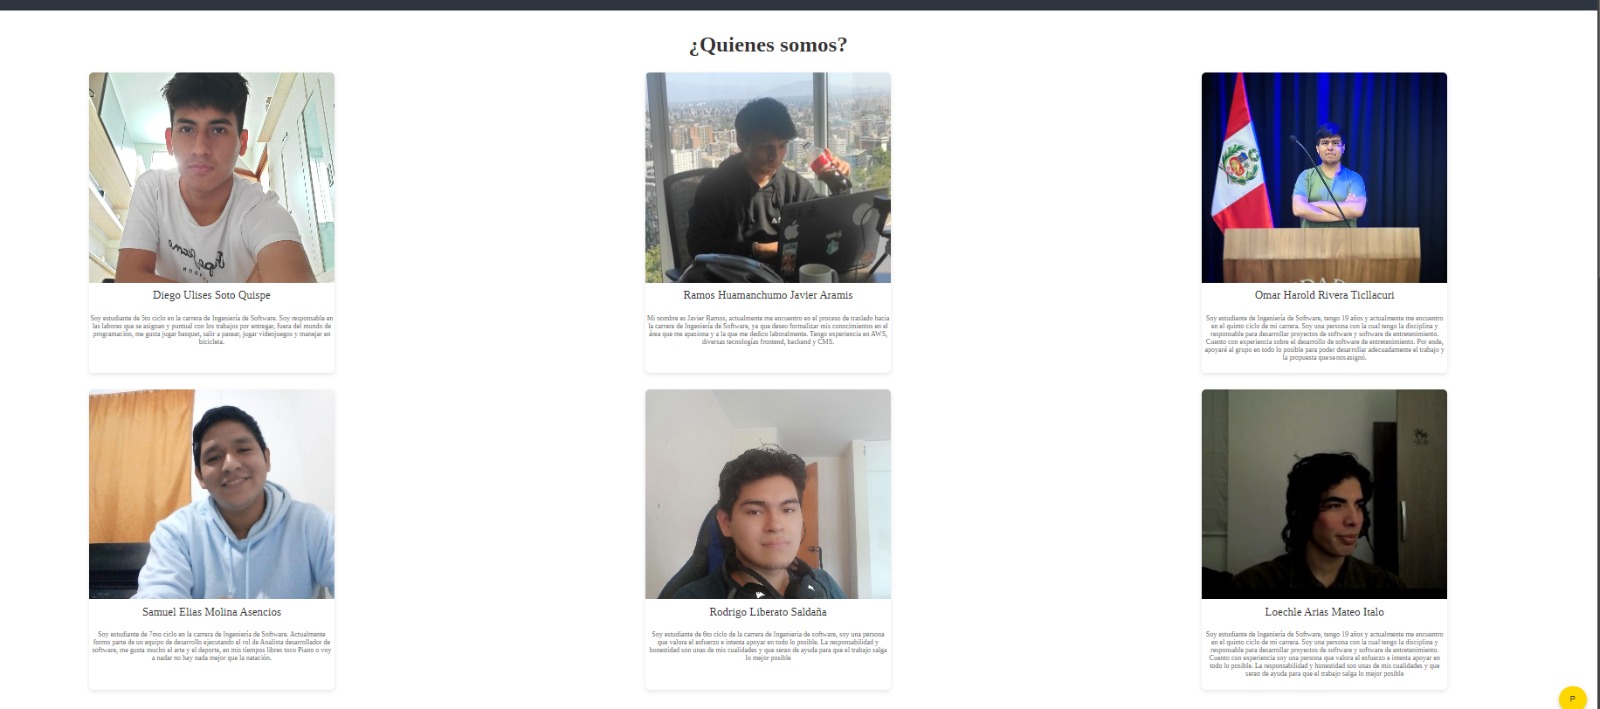 ¿Quienes somos?
Diego Ulises Soto Quispe
Soy estudiante de 5to ciclo en la carrera de Ingeniería de Software. Soy responsable en
las labores que se asignan y puntual con los trabajos por entregar, fuera del mundo de
programación, me gusta jugar basquet, salir a pasear, jugar videojuegos y manejar en
bicicleta.
Ramos Huamanchumo Javier Aramis
Mi nombre es Javier Ramos, actualmente me encuentro en el proceso de traslado hacia
la carrera de Ingeniería de Software, ya que deseo formalizar mis conocimientos en el
área que me apasiona y a la que me dedico laboralmente. Tengo experiencia en AWS,
diversas tecnologías frontend, backend y CMS.
Omar Harold Rivera Ticllacuri
Soy estudiante de Ingeniería de Software, tengo 19 años y actualmente me encuentro
en el quinto ciclo de mi carrera. Soy una persona con la cual tengo la disciplina y
responsable para desarrollar proyectos de software y software de entretenimiento.
Cuento con experiencia sobre el desarrollo de software de entretenimiento. Por ende,
apoyaré al grupo en todo lo posible para poder desarrollar adecuadamente el trabajo y
la propuesta que se nos asignó.
Samuel Elias Molina Asencios
Soy estudiante de 7mo ciclo en la carrera de Ingeniería de Software. Actualmente
formo parte de un equipo de desarrollo ejecutando el rol de Analista desarrollador de
software, me gusta mucho el arte y el deporte, en mis tiempos libres toco Piano o voy
a nadar no hay nada mejor que la natación.
Rodrigo Liberato Saldaña
Soy estudiante de 6to ciclo de la carrera de Ingeniería de software, soy una persona
que valora el esfuerzo e intenta apoyar en todo lo posible. La responsabilidad y
honestidad son unas de mis cualidades y que seran de ayuda para que el trabajo salga
lo mejor posible
Loechle Arias Mateo Italo
Soy estudiante de Ingeniería de Software, tengo 19 años y actualmente me encuentro
en el quinto ciclo de mi carrera. Soy una persona con la cual tengo la disciplina y
responsable para desarrollar proyectos de software y software de entretenimiento.
Cuento con experiencia soy una persona que valora el esfuerzo e intenta apoyar en
todo lo posible. La responsabilidad y honestidad son unas de mis cualidades y que
seran de ayuda para que el trabajo salga lo mejor posible
P